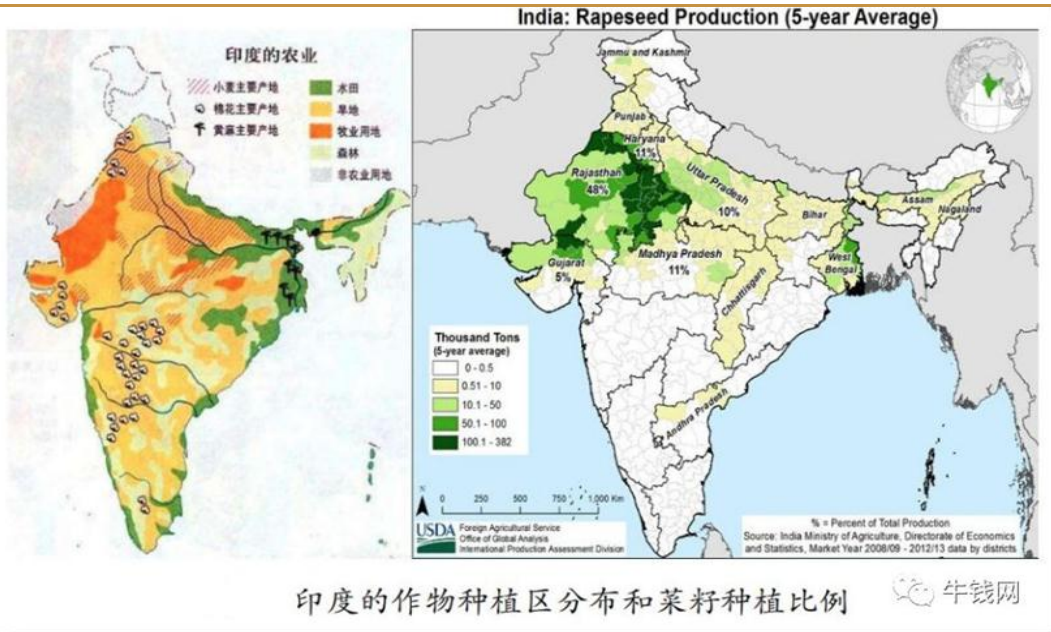 印度的农业
小麦主要产地
棉花主要产地
黄麻主要产地
水田
旱地
牧业用地
森林
非农业用地
India: Rapeseed Production (5-year Average)
Jammu and Kashmir
Punjab
Haryana
11%
Rajasthan
48%
Uttar Pradesh
10%
Bihar
Assam
Nagaland
Gujarat
5%
Madhya Pradesh
11%
West
Bengal
Chhattisgarh
Andhra Pradesh
Thousand Tons
(5-year average)
0 - 0.5
0.51 - 10
10.1 - 50
50.1 - 100
100.1 - 382
N
0 250 500 750 1,000 Km
USDA
Foreign Agricultural Service
Office of Global Analysis
International Production Assessment Division
% = Percent of Total Production
Source: India Ministry of Agriculture, Directorate of Economics
and Statistics, Market Year 2008/09 - 2012/13 data by districts
印度的作物种植区分布和菜籽种植比例
牛钱网